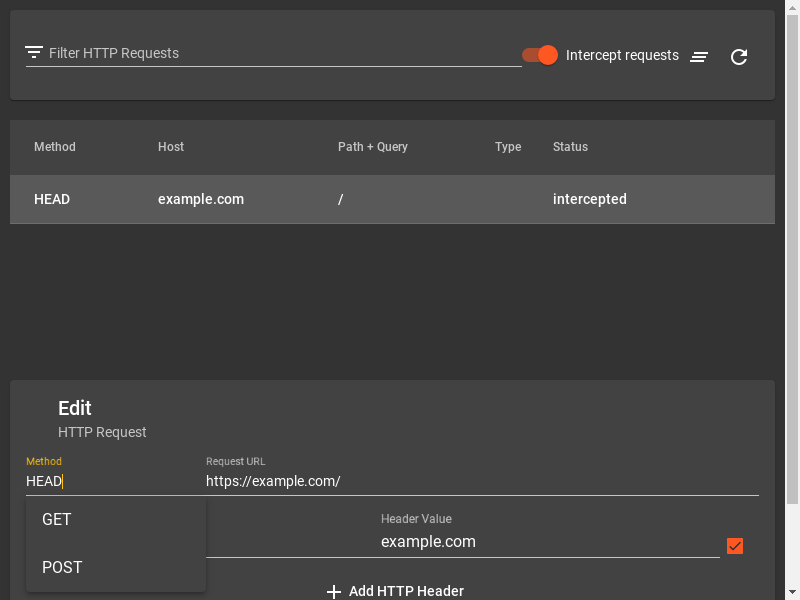 Filter HTTP Requests
Intercept requests
Method Host Path + Query Type Status
HEAD example.com / intercepted
Edit
HTTP Request
Method Request URL
HEAD https://example.com/
GET
Header Value
example.com
POST
Add HTTP Header